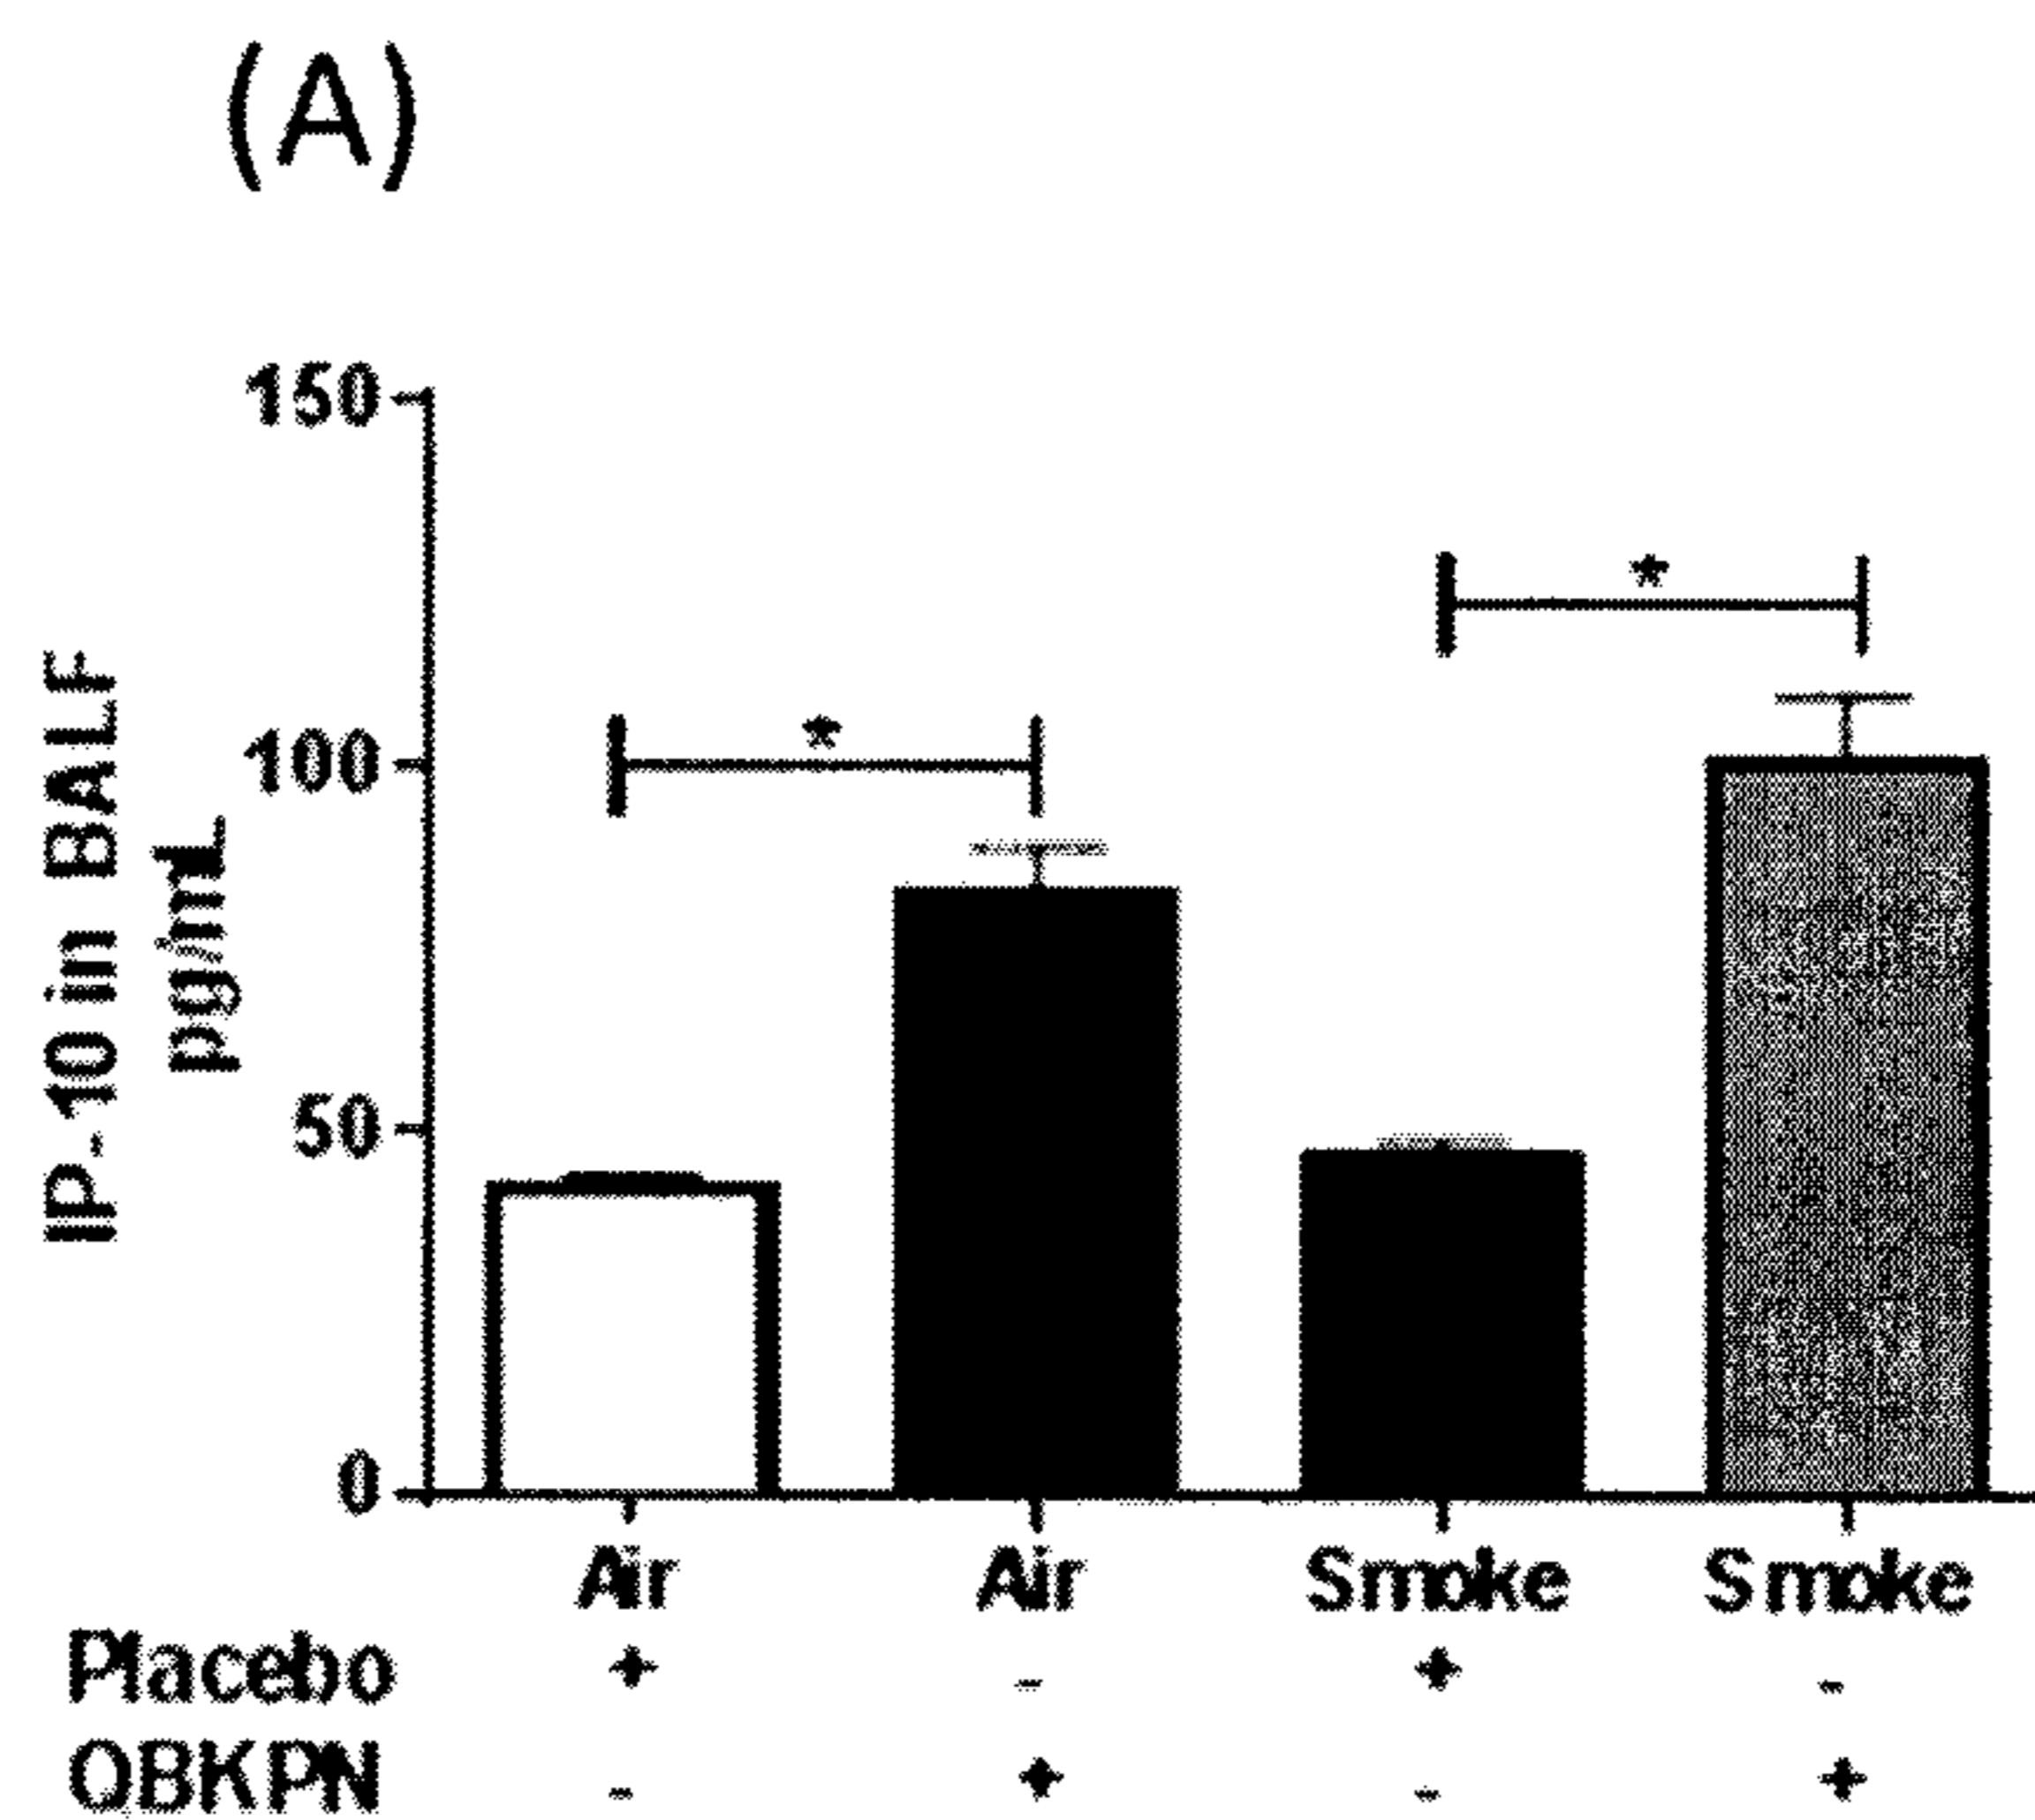 (A)
150
*
*
100
IP-10 in BALF
pg/mL
50
0
Air Air Smoke Smoke
Placebo + - + -
OBKPN - + - +